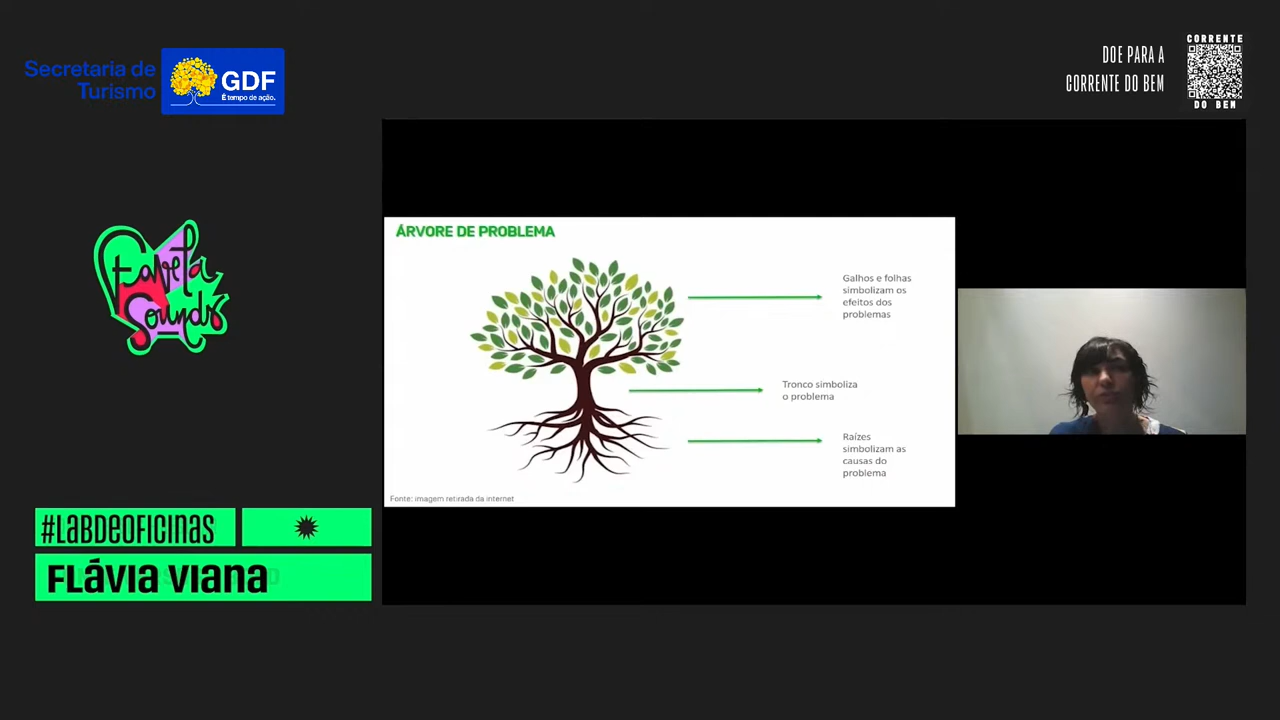 Secretaria de
Turismo
GDF
É tempo de ação.
DOE PARA A
CORRENTE DO BEM
CORRENTE
DO BEM
Favela
Sounds
ÁRVORE DE PROBLEMA
Galhos e folhas
simbolizam os
efeitos dos
problemas
Tronco simboliza
o problema
Raízes
simbolizam as
causas do
problema
Fonte: imagem retirada da internet
#LABDEOFICINAS
FLÁVIA VIANA